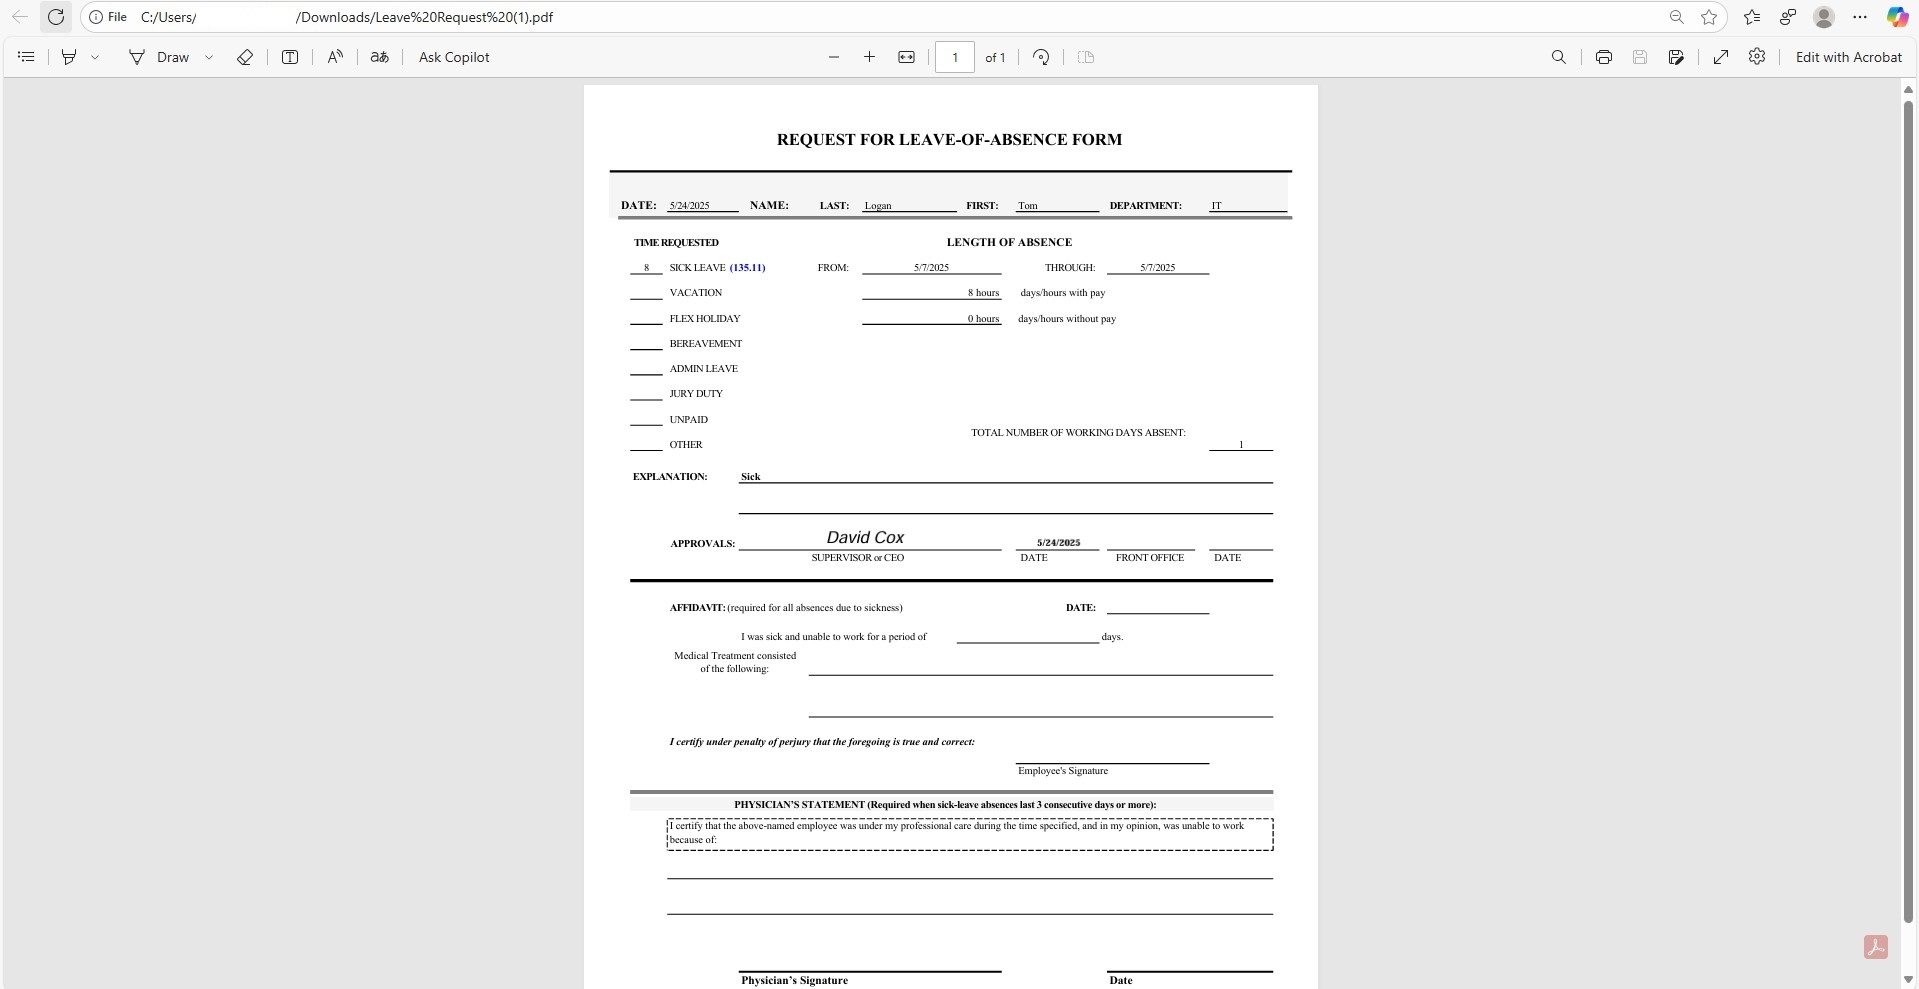 File C:/Users/ /Downloads/Leave%20Request%20(1).pdf
Draw T A aあ Ask Copilot 1 of 1 Edit with Acrobat
REQUEST FOR LEAVE-OF-ABSENCE FORM
DATE: 5/24/2025 NAME: LAST: Logan FIRST: Tom DEPARTMENT: IT
TIME REQUESTED LENGTH OF ABSENCE
8 SICK LEAVE (135.11) FROM: 5/7/2025 THROUGH: 5/7/2025
VACATION 8 hours days/hours with pay
FLEX HOLIDAY 0 hours days/hours without pay
BEREAVEMENT
ADMIN LEAVE
JURY DUTY
UNPAID
TOTAL NUMBER OF WORKING DAYS ABSENT:
OTHER 1
EXPLANATION: Sick
APPROVALS: David Cox 5/24/2025
SUPERVISOR or CEO DATE FRONT OFFICE DATE
AFFIDAVIT: (required for all absences due to sickness) DATE:
I was sick and unable to work for a period of days.
Medical Treatment consisted
of the following:
I certify under penalty of perjury that the foregoing is true and correct:
Employee's Signature
PHYSICIAN’S STATEMENT (Required when sick-leave absences last 3 consecutive days or more):
I certify that the above-named employee was under my professional care during the time specified, and in my opinion, was unable to work
because of:
Physician’s Signature Date